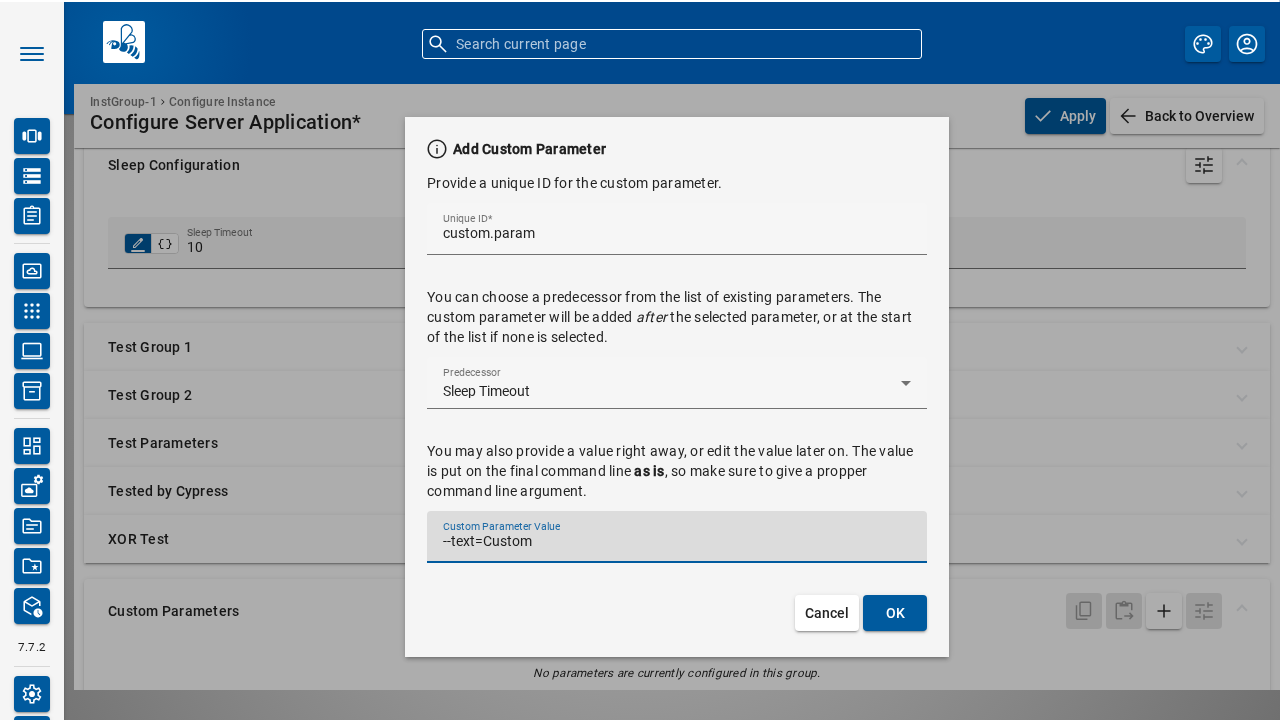 Search current page
InstGroup-1 › Configure Instance
Configure Server Application*
Apply
Back to Overview
Sleep Configuration
Sleep Timeout
10
Test Group 1
Test Group 2
Test Parameters
Tested by Cypress
XOR Test
Custom Parameters
No parameters are currently configured in this group.
Add Custom Parameter
Provide a unique ID for the custom parameter.
Unique ID*
custom.param
You can choose a predecessor from the list of existing parameters. The
custom parameter will be added after the selected parameter, or at the start
of the list if none is selected.
Predecessor
Sleep Timeout
You may also provide a value right away, or edit the value later on. The value
is put on the final command line as is, so make sure to give a propper
command line argument.
Custom Parameter Value
--text=Custom
Cancel
OK
7.7.2